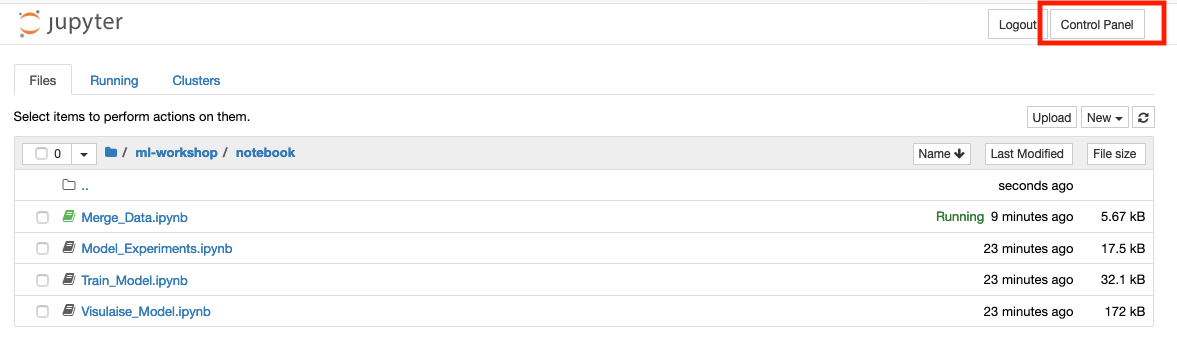 jupyter Logout Control Panel
Files Running Clusters
Select items to perform actions on them. Upload New
0 / ml-workshop / notebook Name Last Modified File size
.. seconds ago
Merge_Data.ipynb Running 9 minutes ago 5.67 kB
Model_Experiments.ipynb 23 minutes ago 17.5 kB
Train_Model.ipynb 23 minutes ago 32.1 kB
Visulaise_Model.ipynb 23 minutes ago 172 kB